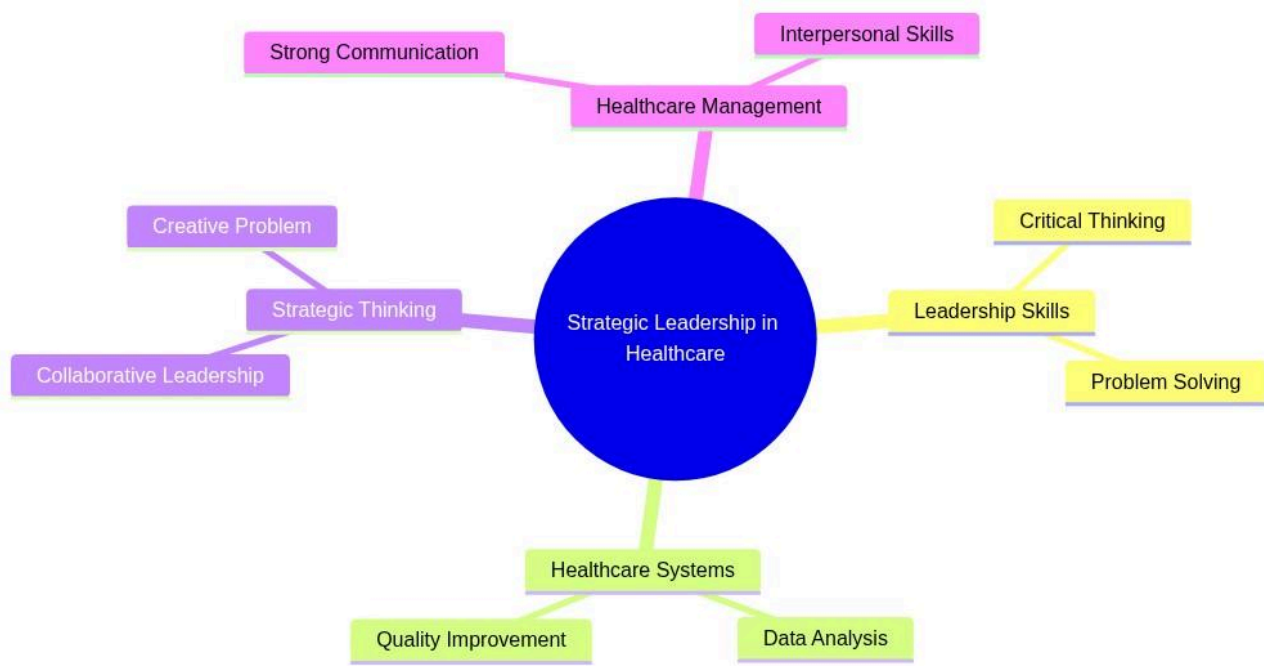 Interpersonal Skills
Strong Communication
Healthcare Management
Creative Problem
Critical Thinking
Strategic Thinking
Leadership Skills
Strategic Leadership in
Healthcare
Collaborative Leadership
Problem Solving
Healthcare Systems
Quality Improvement
Data Analysis